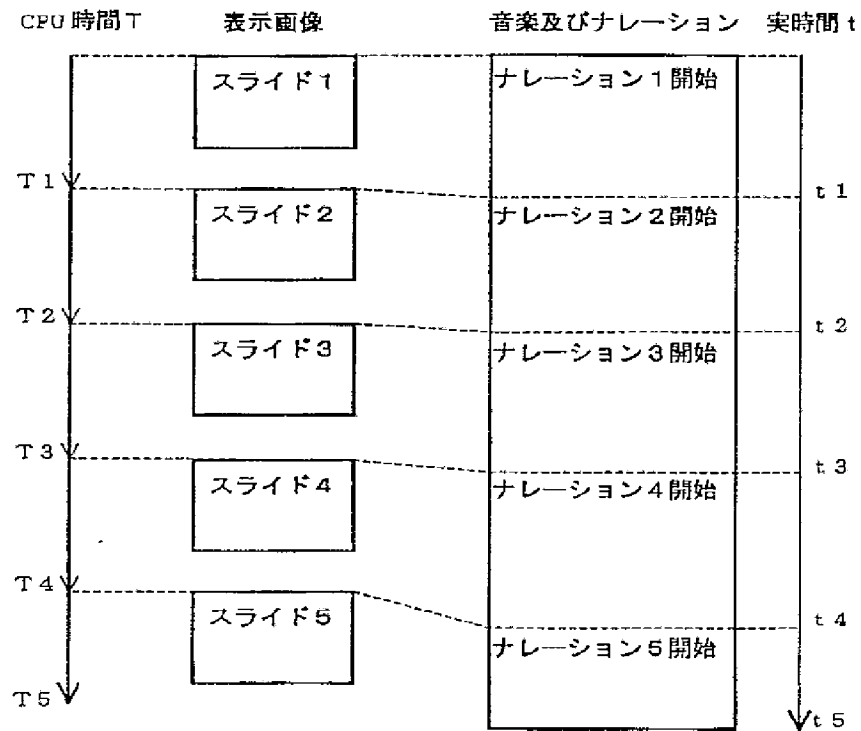 CPU時間T 表示画像 音楽及びナレーション 実時間t
スライド1 ナレーション1開始
T1 t1
スライド2 ナレーション2開始
T2 t2
スライド3 ナレーション3開始
T3 t3
スライド4 ナレーション4開始
T4 t4
スライド5 ナレーション5開始
T5 t5